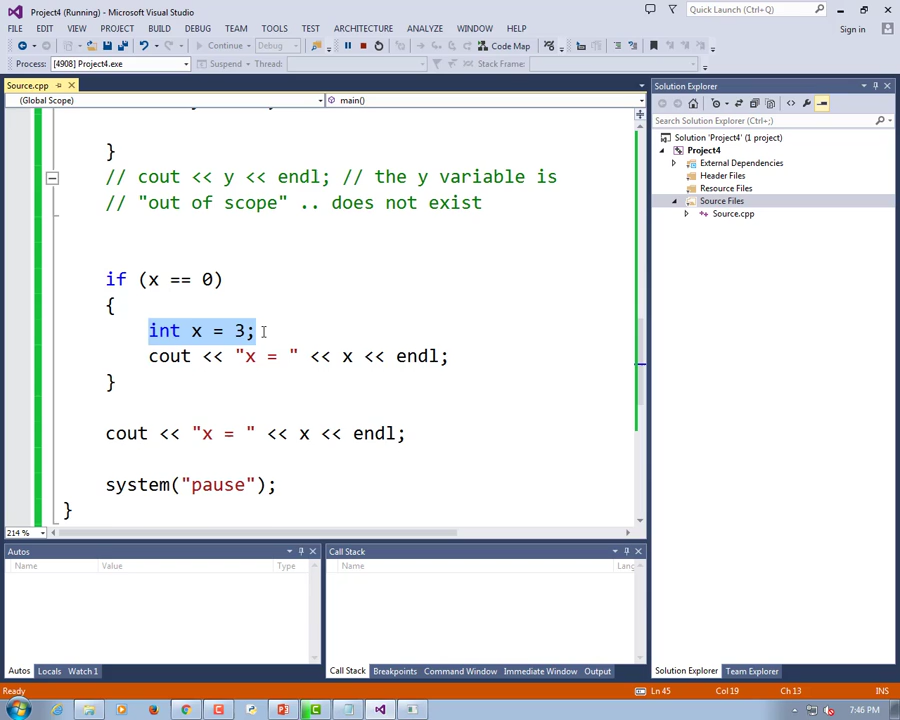 Project4 (Running) - Microsoft Visual Studio
Quick Launch (Ctrl+Q)
FILE EDIT VIEW PROJECT BUILD DEBUG TEAM TOOLS TEST ARCHITECTURE ANALYZE WINDOW HELP
Sign in
Continue Debug Code Map
Process: [4908] Project4.exe Suspend Thread: Stack Frame:
Source.cpp
(Global Scope) main()
}
// cout << y << endl; // the y variable is
// "out of scope" .. does not exist
if (x == 0)
{
int x = 3;
cout << "x = " << x << endl;
}
cout << "x = " << x << endl;
system("pause");
}
214 %
Solution Explorer
Search Solution Explorer (Ctrl+;)
Solution 'Project4' (1 project)
Project4
External Dependencies
Header Files
Resource Files
Source Files
Source.cpp
Autos
Name Value Type
Call Stack
Name Lang
Autos Locals Watch 1
Call Stack Breakpoints Command Window Immediate Window Output
Solution Explorer Team Explorer
Ready Ln 45 Col 19 Ch 13 INS
7:46 PM